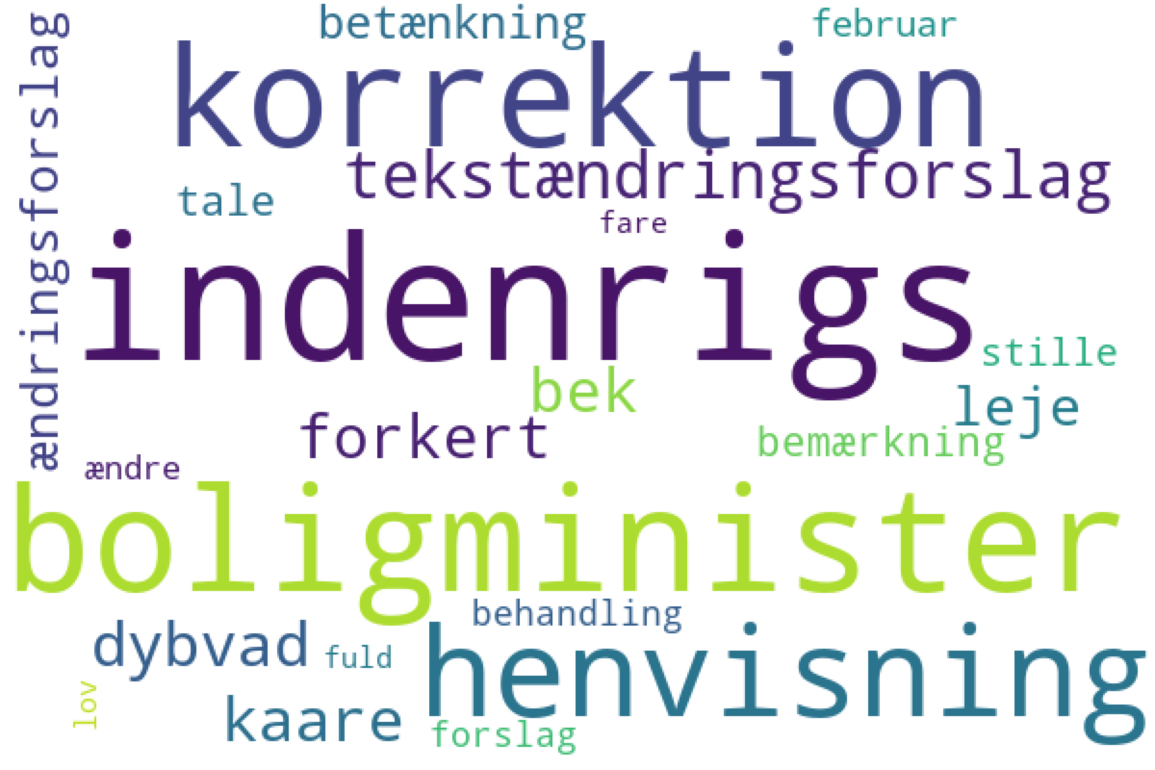 betænkning
februar
ændringsforslag
korrektion
tekstændringsforslag
tale
fare
indenrigs
stille
bek
leje
forkert
bemærkning
ændre
boligminister
behandling
dybvad
fuld
henvisning
lov
kaare
forslag